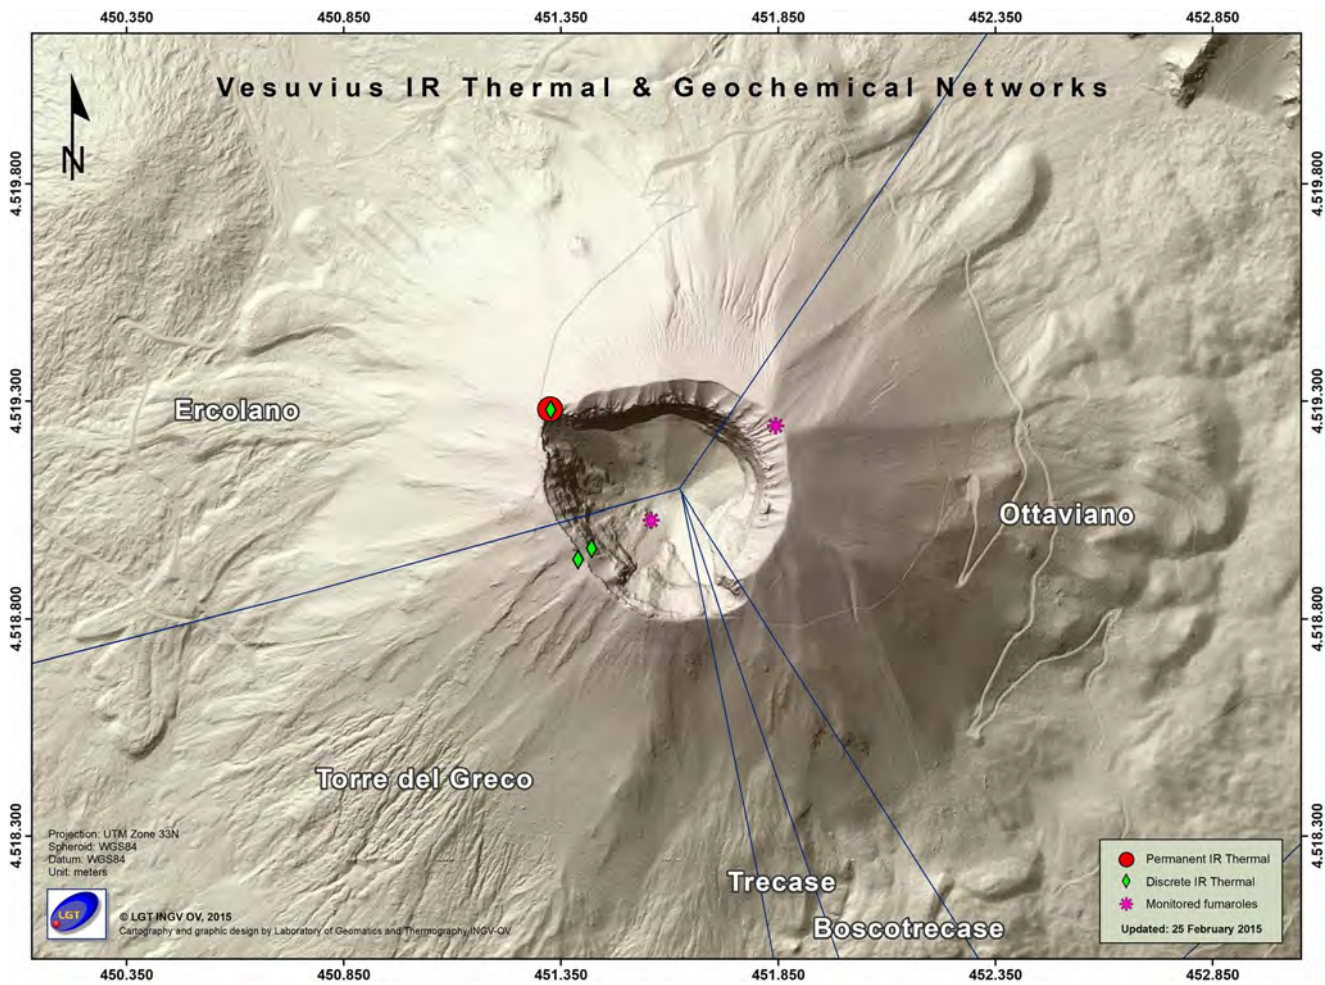 450.350 450.850 451.350 451.850 452.350 452.850
Vesuvius IR Thermal & Geochemical Networks
N
4.519.800 4.519.800
4.519.300 4.519.300
Ercolano
Ottaviano
4.518.800 4.518.800
Torre del Greco
4.518.300 4.518.300
Projection: UTM Zone 33N
Spheroid: WGS84
Datum: WGS84
Unit: meters
Permanent IR Thermal
Discrete IR Thermal
Monitored fumaroles
Updated: 25 February 2015
Trecase
Boscotrecase
LGT
© LGT INGV OV, 2015
Cartography and graphic design by Laboratory of Geomatics and Thermography INGV-OV
450.350 450.850 451.350 451.850 452.350 452.850